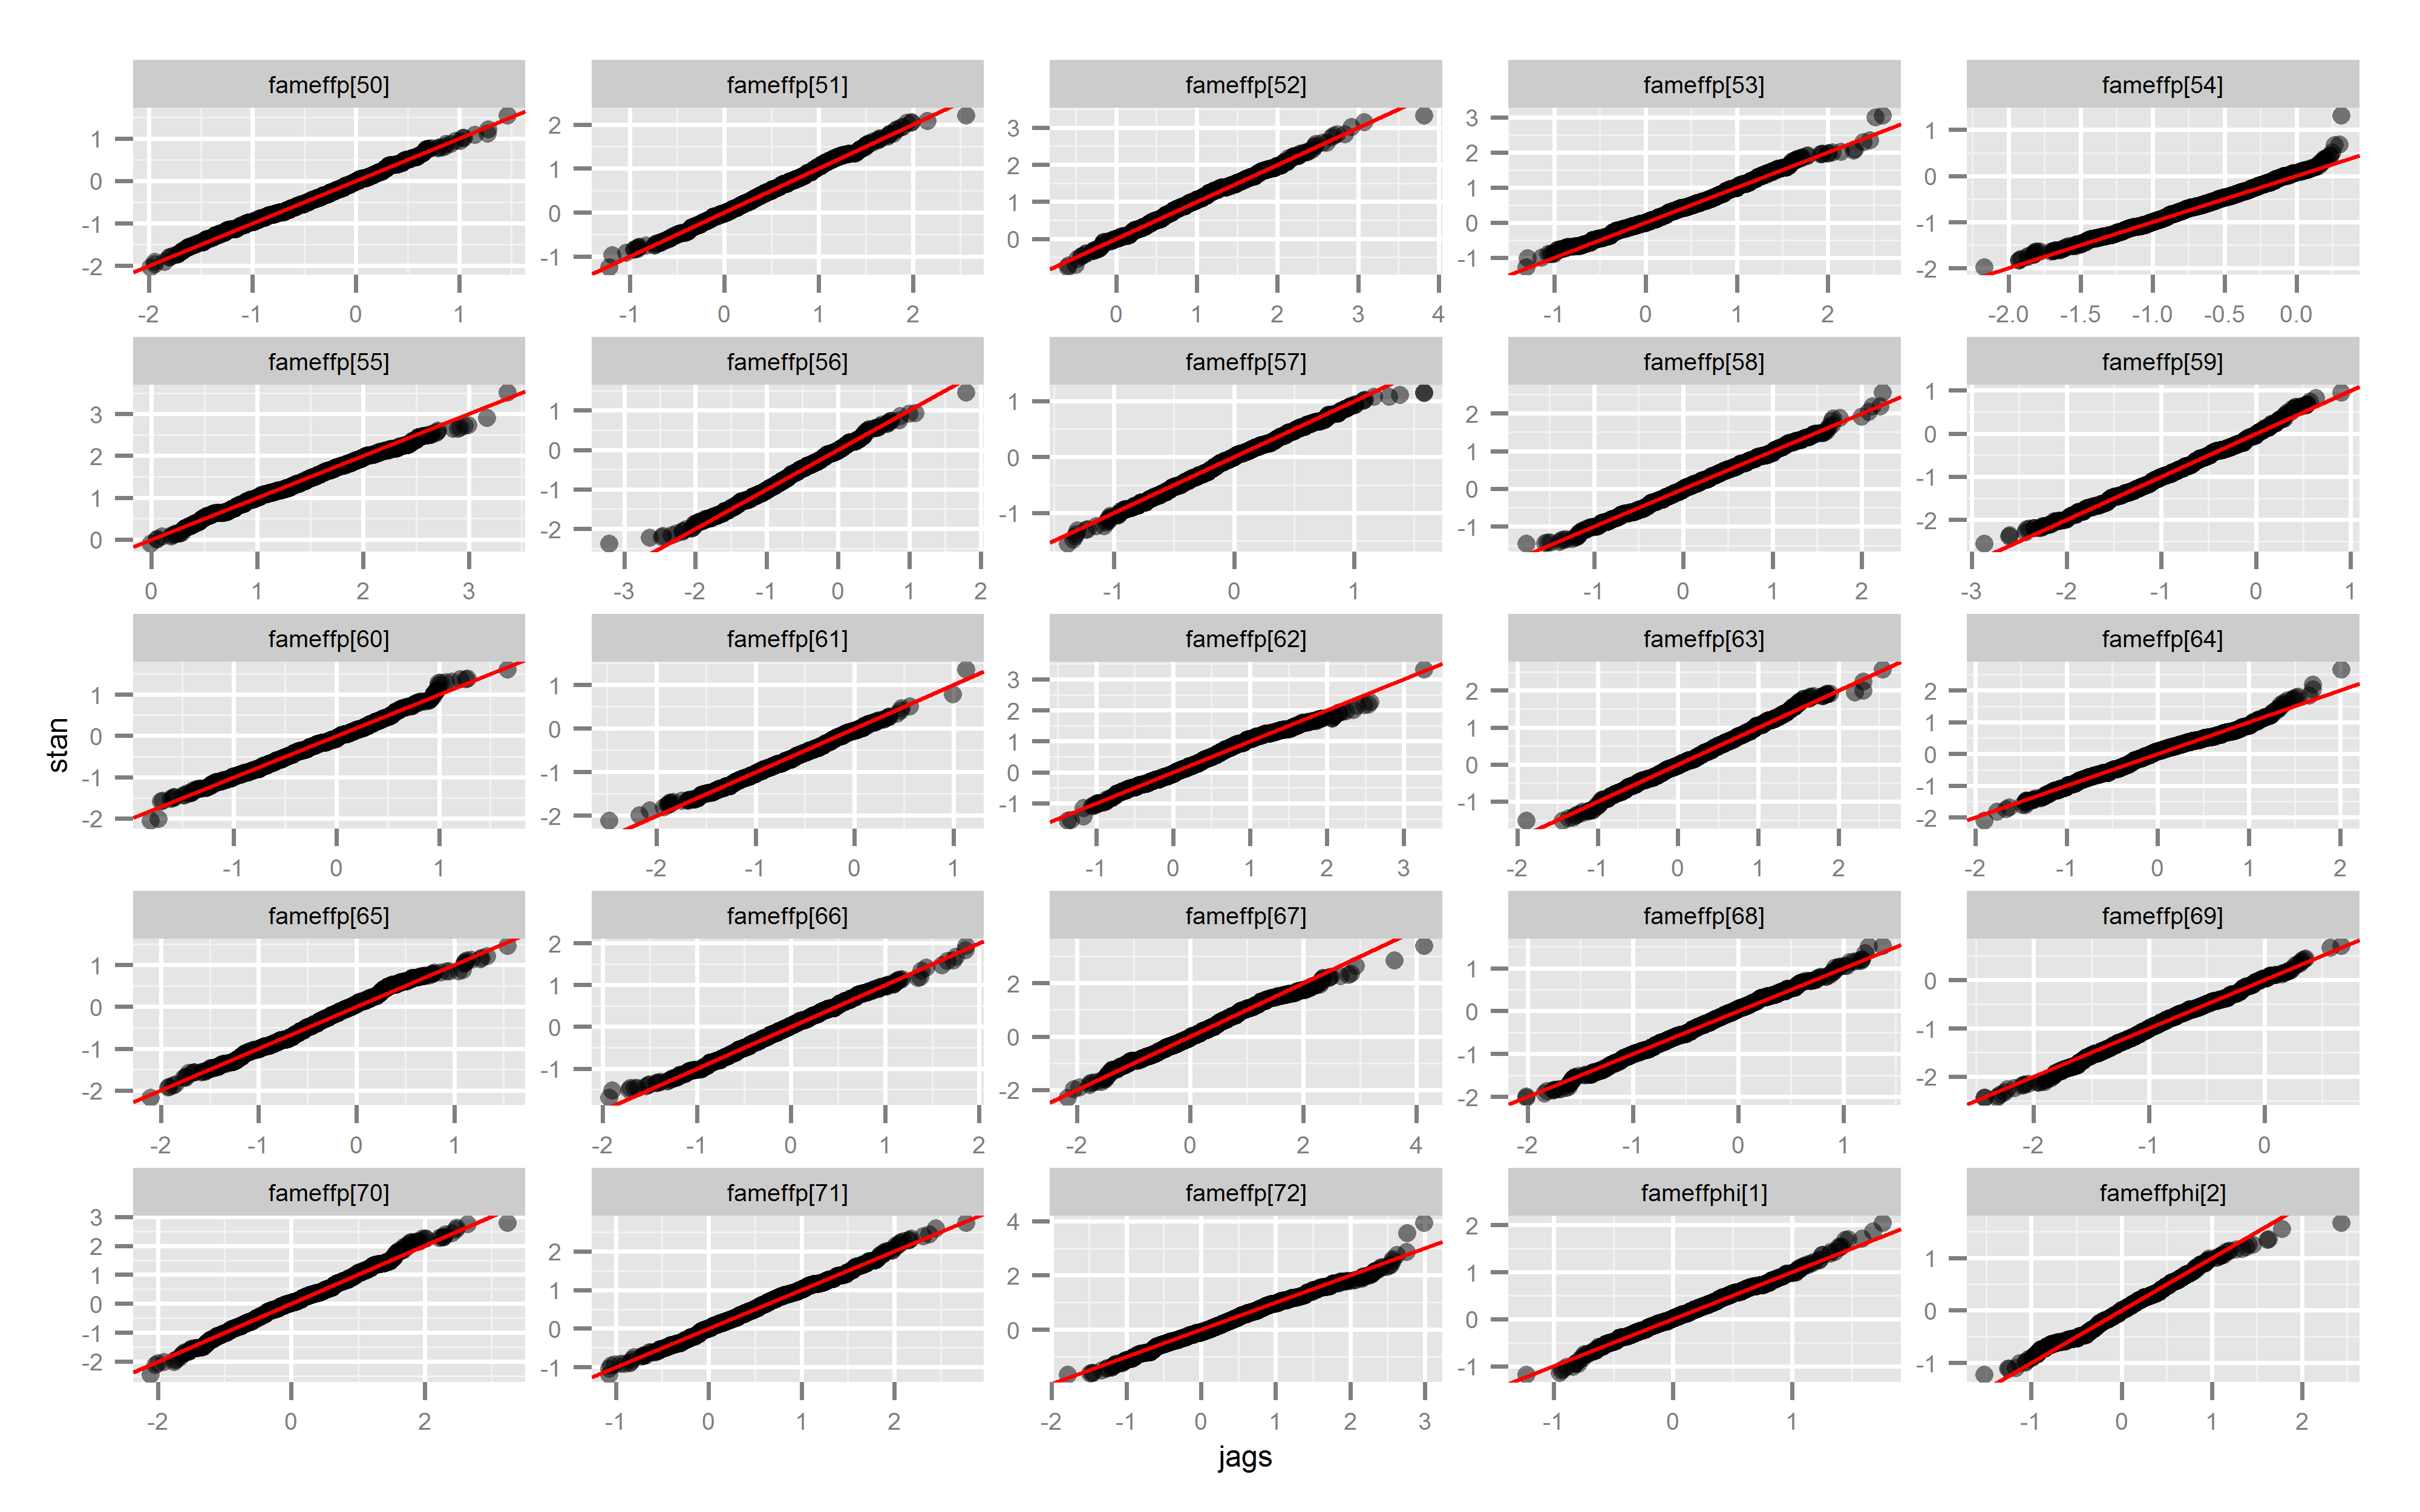 fameffp[50] fameffp[51] fameffp[52] fameffp[53] fameffp[54]
1 0 -1 -2
-2 -1 0 1
2 1 0 -1
-1 0 1 2
3 2 1 0
0 1 2 3 4
3 2 1 0 -1
-1 0 1 2
1 0 -1 -2
-2.0 -1.5 -1.0 -0.5 0.0
fameffp[55] fameffp[56] fameffp[57] fameffp[58] fameffp[59]
3 2 1 0
0 1 2 3
1 0 -1 -2
-3 -2 -1 0 1 2
1 0 -1
-1 0 1
2 1 0 -1
-1 0 1 2
1 0 -1 -2
-3 -2 -1 0 1
fameffp[60] fameffp[61] fameffp[62] fameffp[63] fameffp[64]
1 0 -1 -2
-1 0 1
1 0 -1 -2
-2 -1 0 1
3 2 1 0 -1
-1 0 1 2 3
2 1 0 -1
-2 -1 0 1 2
2 1 0 -1 -2
-2 -1 0 1 2
stan
fameffp[65] fameffp[66] fameffp[67] fameffp[68] fameffp[69]
1 0 -1 -2
-2 -1 0 1
2 1 0 -1
-2 -1 0 1 2
2 0 -2
-2 0 2 4
1 0 -1 -2
-2 -1 0 1
0 -1 -2
-2 -1 0
fameffp[70] fameffp[71] fameffp[72] fameffphi[1] fameffphi[2]
3 2 1 0 -1 -2
-2 0 2
2 1 0 -1
-1 0 1 2
4 2 0
-2 -1 0 1 2 3
2 1 0 -1
-1 0 1
1 0 -1
-1 0 1 2
jags